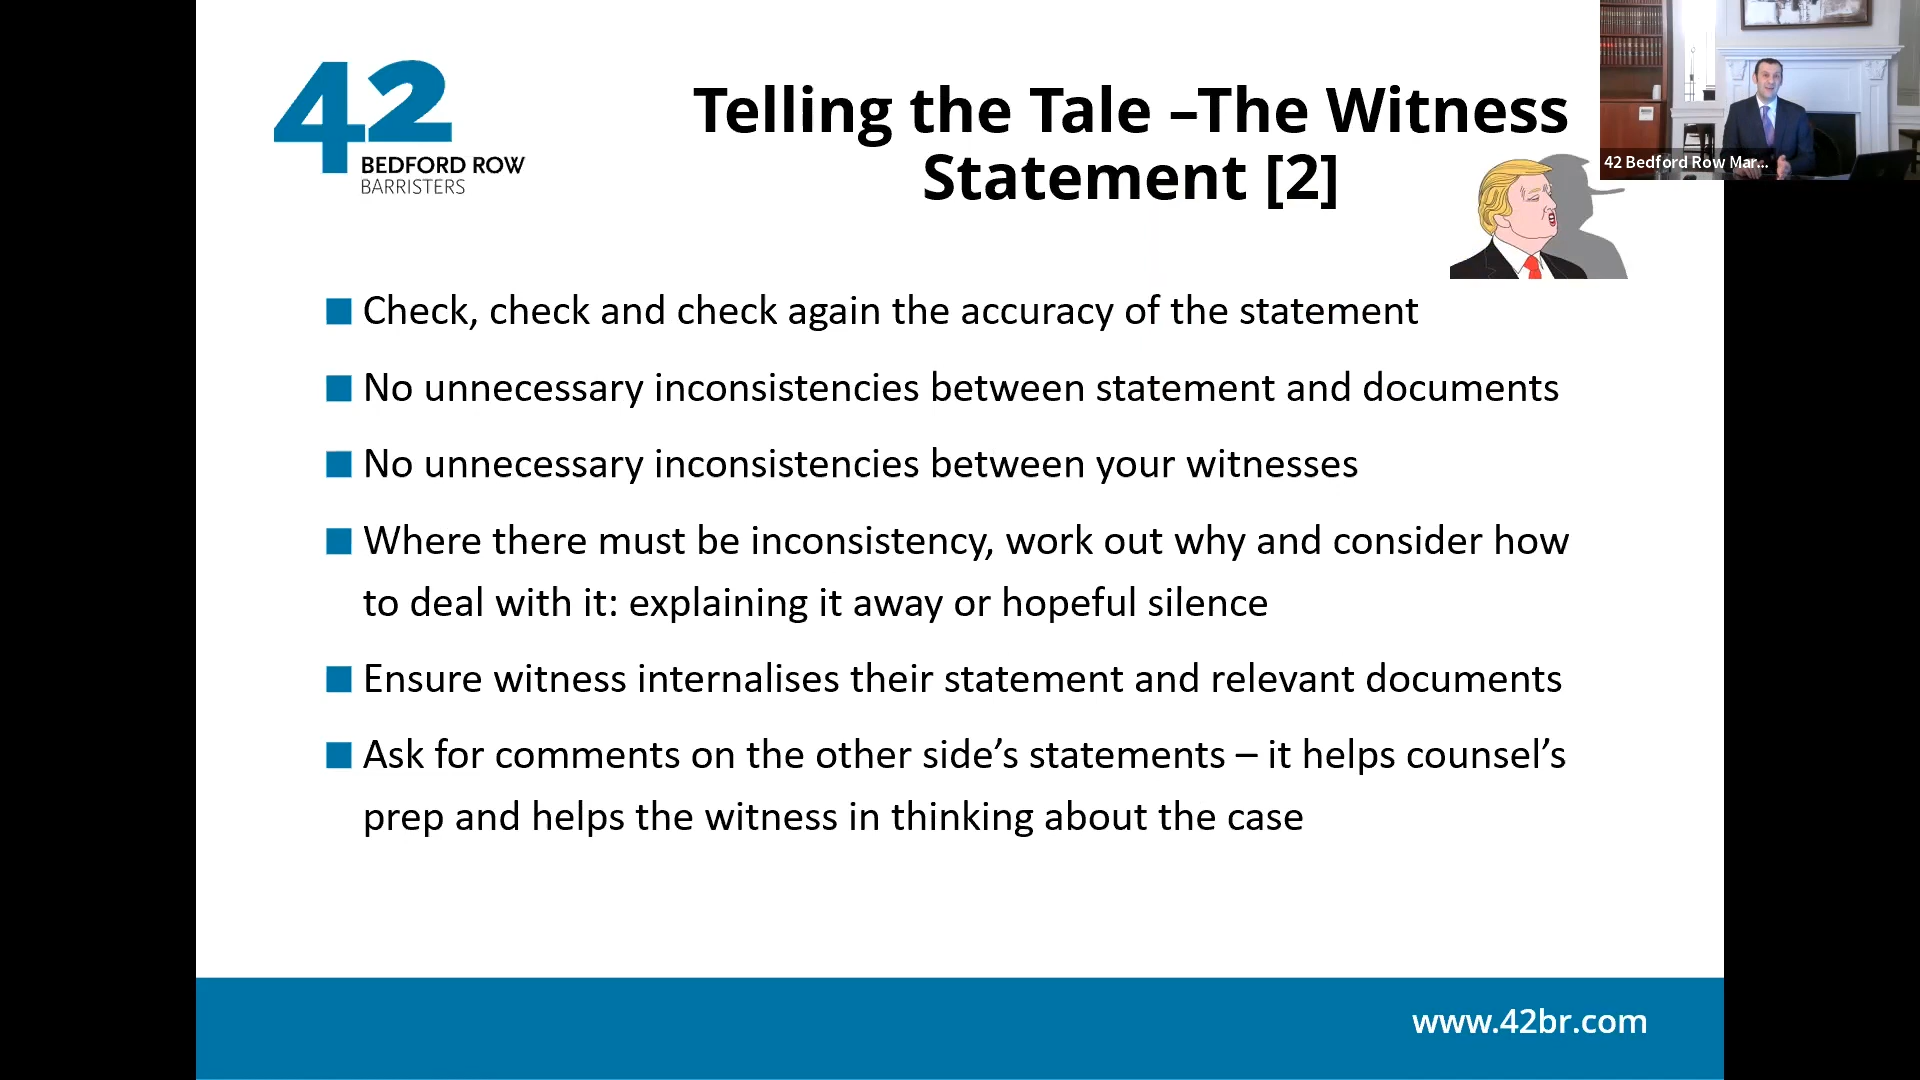 42
BEDFORD ROW
BARRISTERS
Telling the Tale –The Witness
Statement [2]
42 Bedford Row Mar...
Check, check and check again the accuracy of the statement
No unnecessary inconsistencies between statement and documents
No unnecessary inconsistencies between your witnesses
Where there must be inconsistency, work out why and consider how
to deal with it: explaining it away or hopeful silence
Ensure witness internalises their statement and relevant documents
Ask for comments on the other side’s statements – it helps counsel’s
prep and helps the witness in thinking about the case
www.42br.com